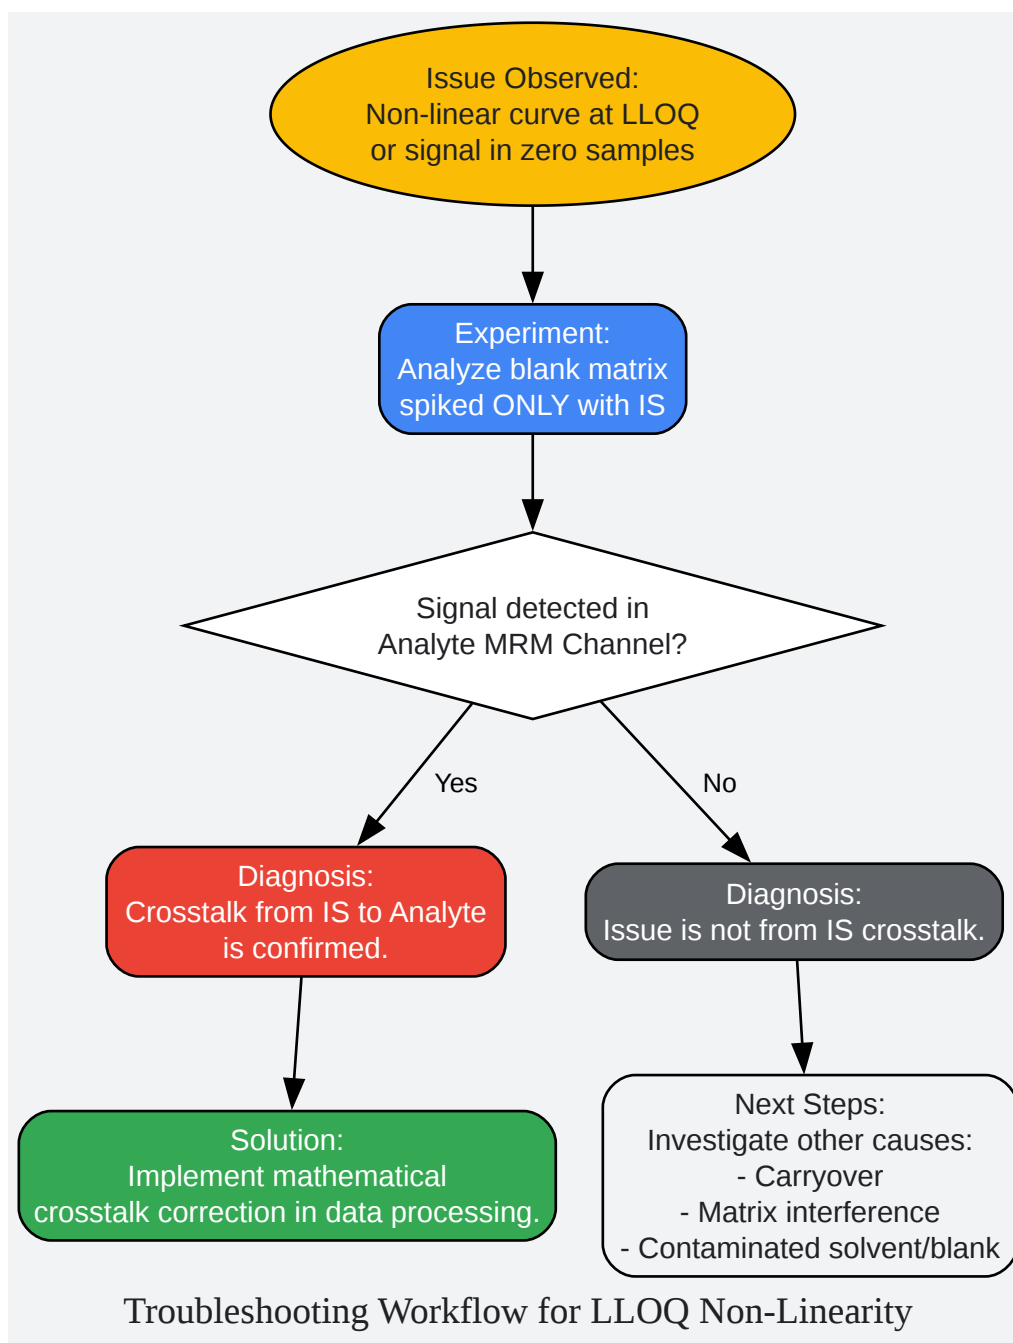 Issue Observed:
Non-linear curve at LLOQ
or signal in zero samples
Experiment:
Analyze blank matrix
spiked ONLY with IS
Signal detected in
Analyte MRM Channel?
Yes
No
Diagnosis:
Crosstalk from IS to Analyte
is confirmed.
Diagnosis:
Issue is not from IS crosstalk.
Solution:
Implement mathematical
crosstalk correction in data processing.
Next Steps:
Investigate other causes:
- Carryover
- Matrix interference
- Contaminated solvent/blank
Troubleshooting Workflow for LLOQ Non-Linearity